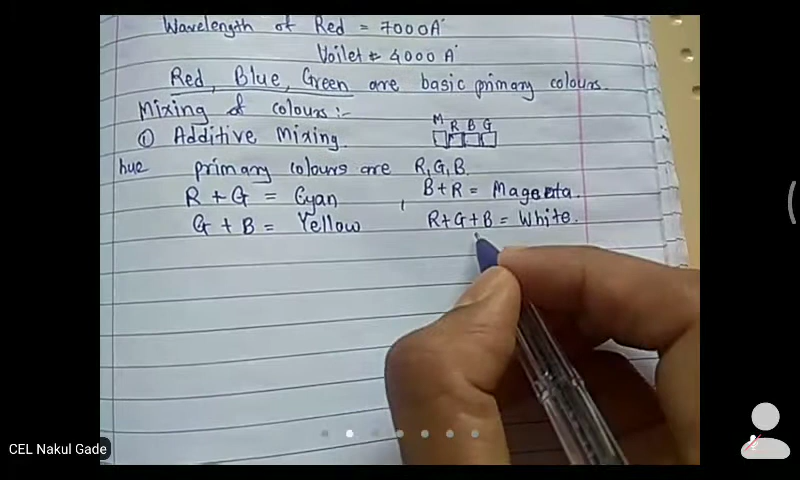 Wavelength of Red = 7000A°
Voilet = 4000 A°
Red, Blue, Green are basic primary colours.
Mixing of colours :-
① Additive Mixing.
M R B G
hue primary colours are R, G, B.
R + G = Cyan , B + R = Magenta.
G + B = Yellow R + G + B = White.
CEL Nakul Gade